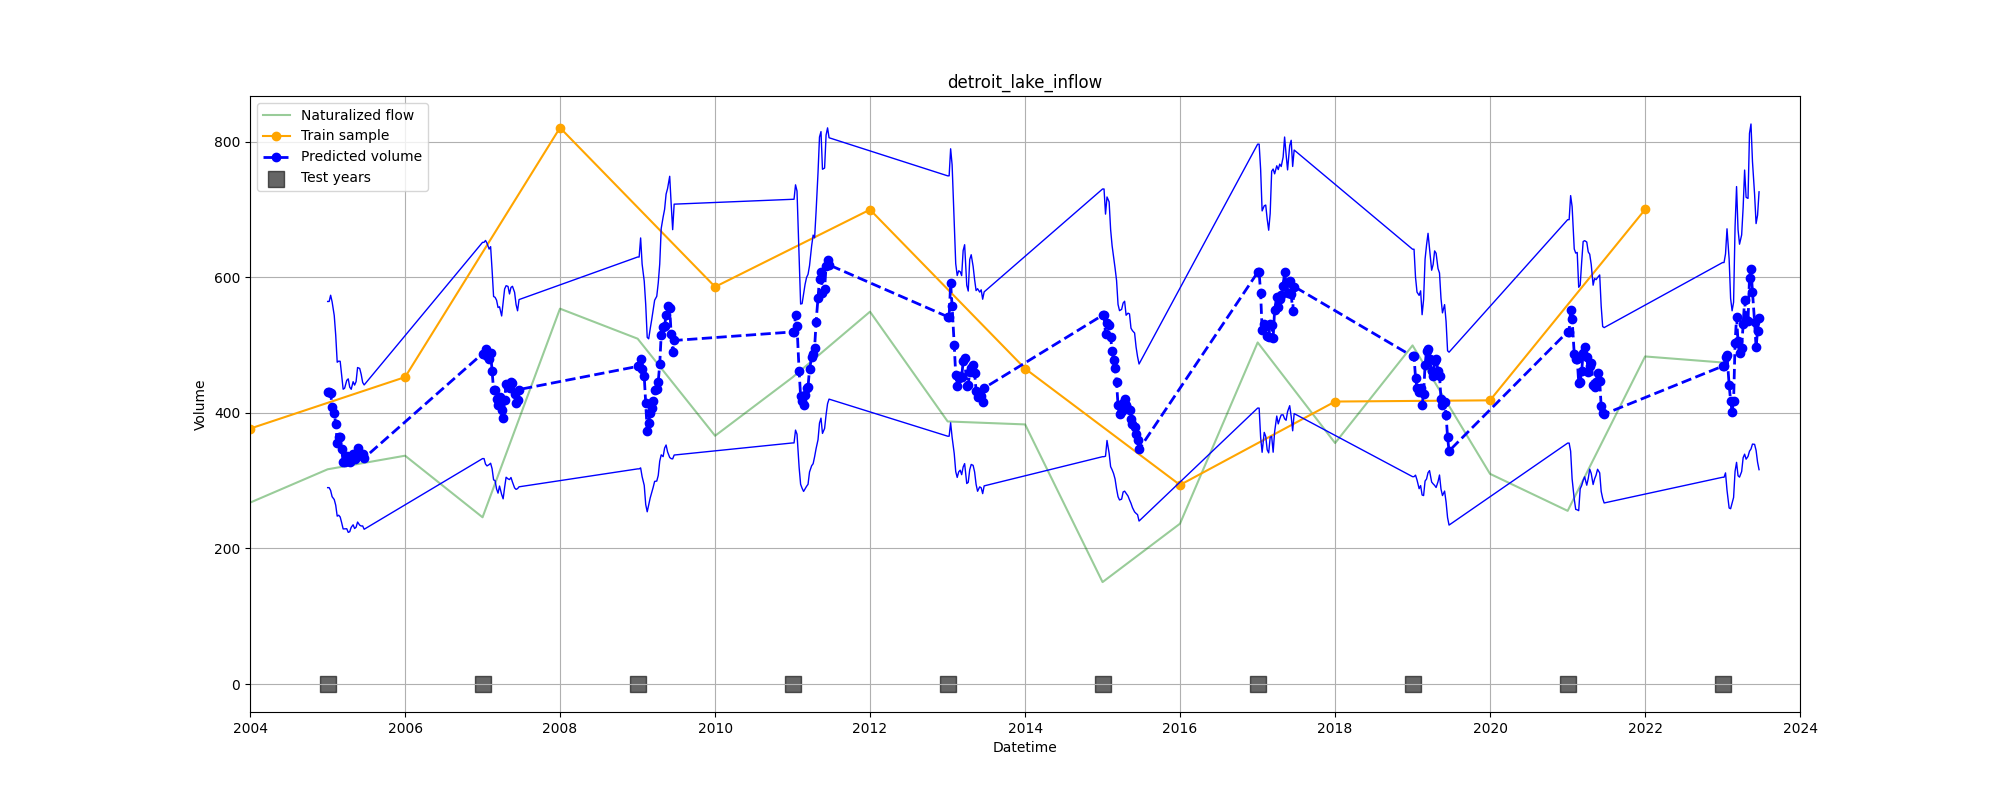 detroit_lake_inflow
Naturalized flow
Train sample
Predicted volume
Test years
800
600
400
200
0
Volume
2004 2006 2008 2010 2012 2014 2016 2018 2020 2022 2024
Datetime